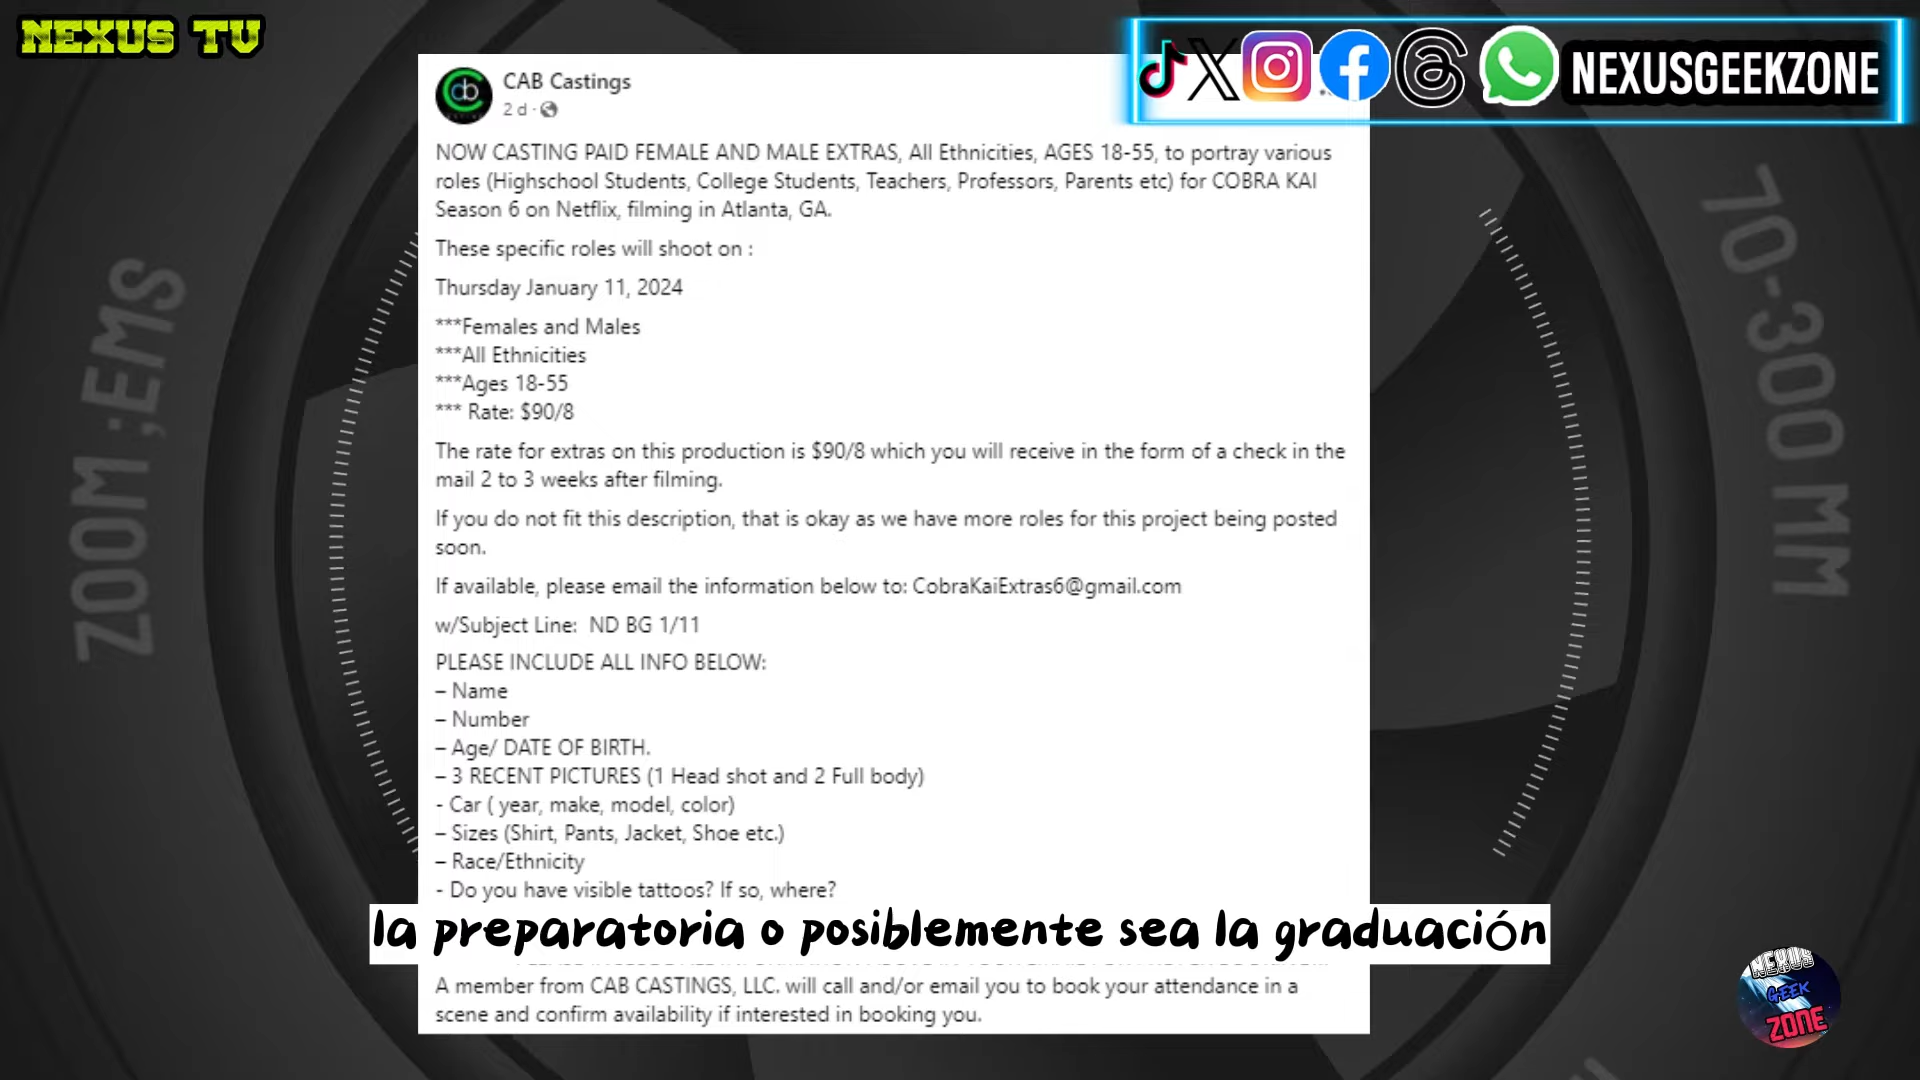 NEXUS TV
NEXUSGEEKZONE
CAB Castings
2 d
NOW CASTING PAID FEMALE AND MALE EXTRAS, All Ethnicities, AGES 18-55, to portray various
roles (Highschool Students, College Students, Teachers, Professors, Parents etc) for COBRA KAI
Season 6 on Netflix, filming in Atlanta, GA.
These specific roles will shoot on :
Thursday January 11, 2024
***Females and Males
***All Ethnicities
***Ages 18-55
*** Rate: $90/8
The rate for extras on this production is $90/8 which you will receive in the form of a check in the
mail 2 to 3 weeks after filming.
If you do not fit this description, that is okay as we have more roles for this project being posted
soon.
If available, please email the information below to: CobraKaiExtras6@gmail.com
w/Subject Line:  ND BG 1/11
PLEASE INCLUDE ALL INFO BELOW:
– Name
– Number
– Age/ DATE OF BIRTH.
– 3 RECENT PICTURES (1 Head shot and 2 Full body)
- Car ( year, make, model, color)
– Sizes (Shirt, Pants, Jacket, Shoe etc.)
– Race/Ethnicity
- Do you have visible tattoos? If so, where?
la preparatoria o posiblemente sea la graduación
A member from CAB CASTINGS, LLC. will call and/or email you to book your attendance in a
scene and confirm availability if interested in booking you.
ZOOM ;EMS
70-300 MM
NEXUS
GEEK
ZONE